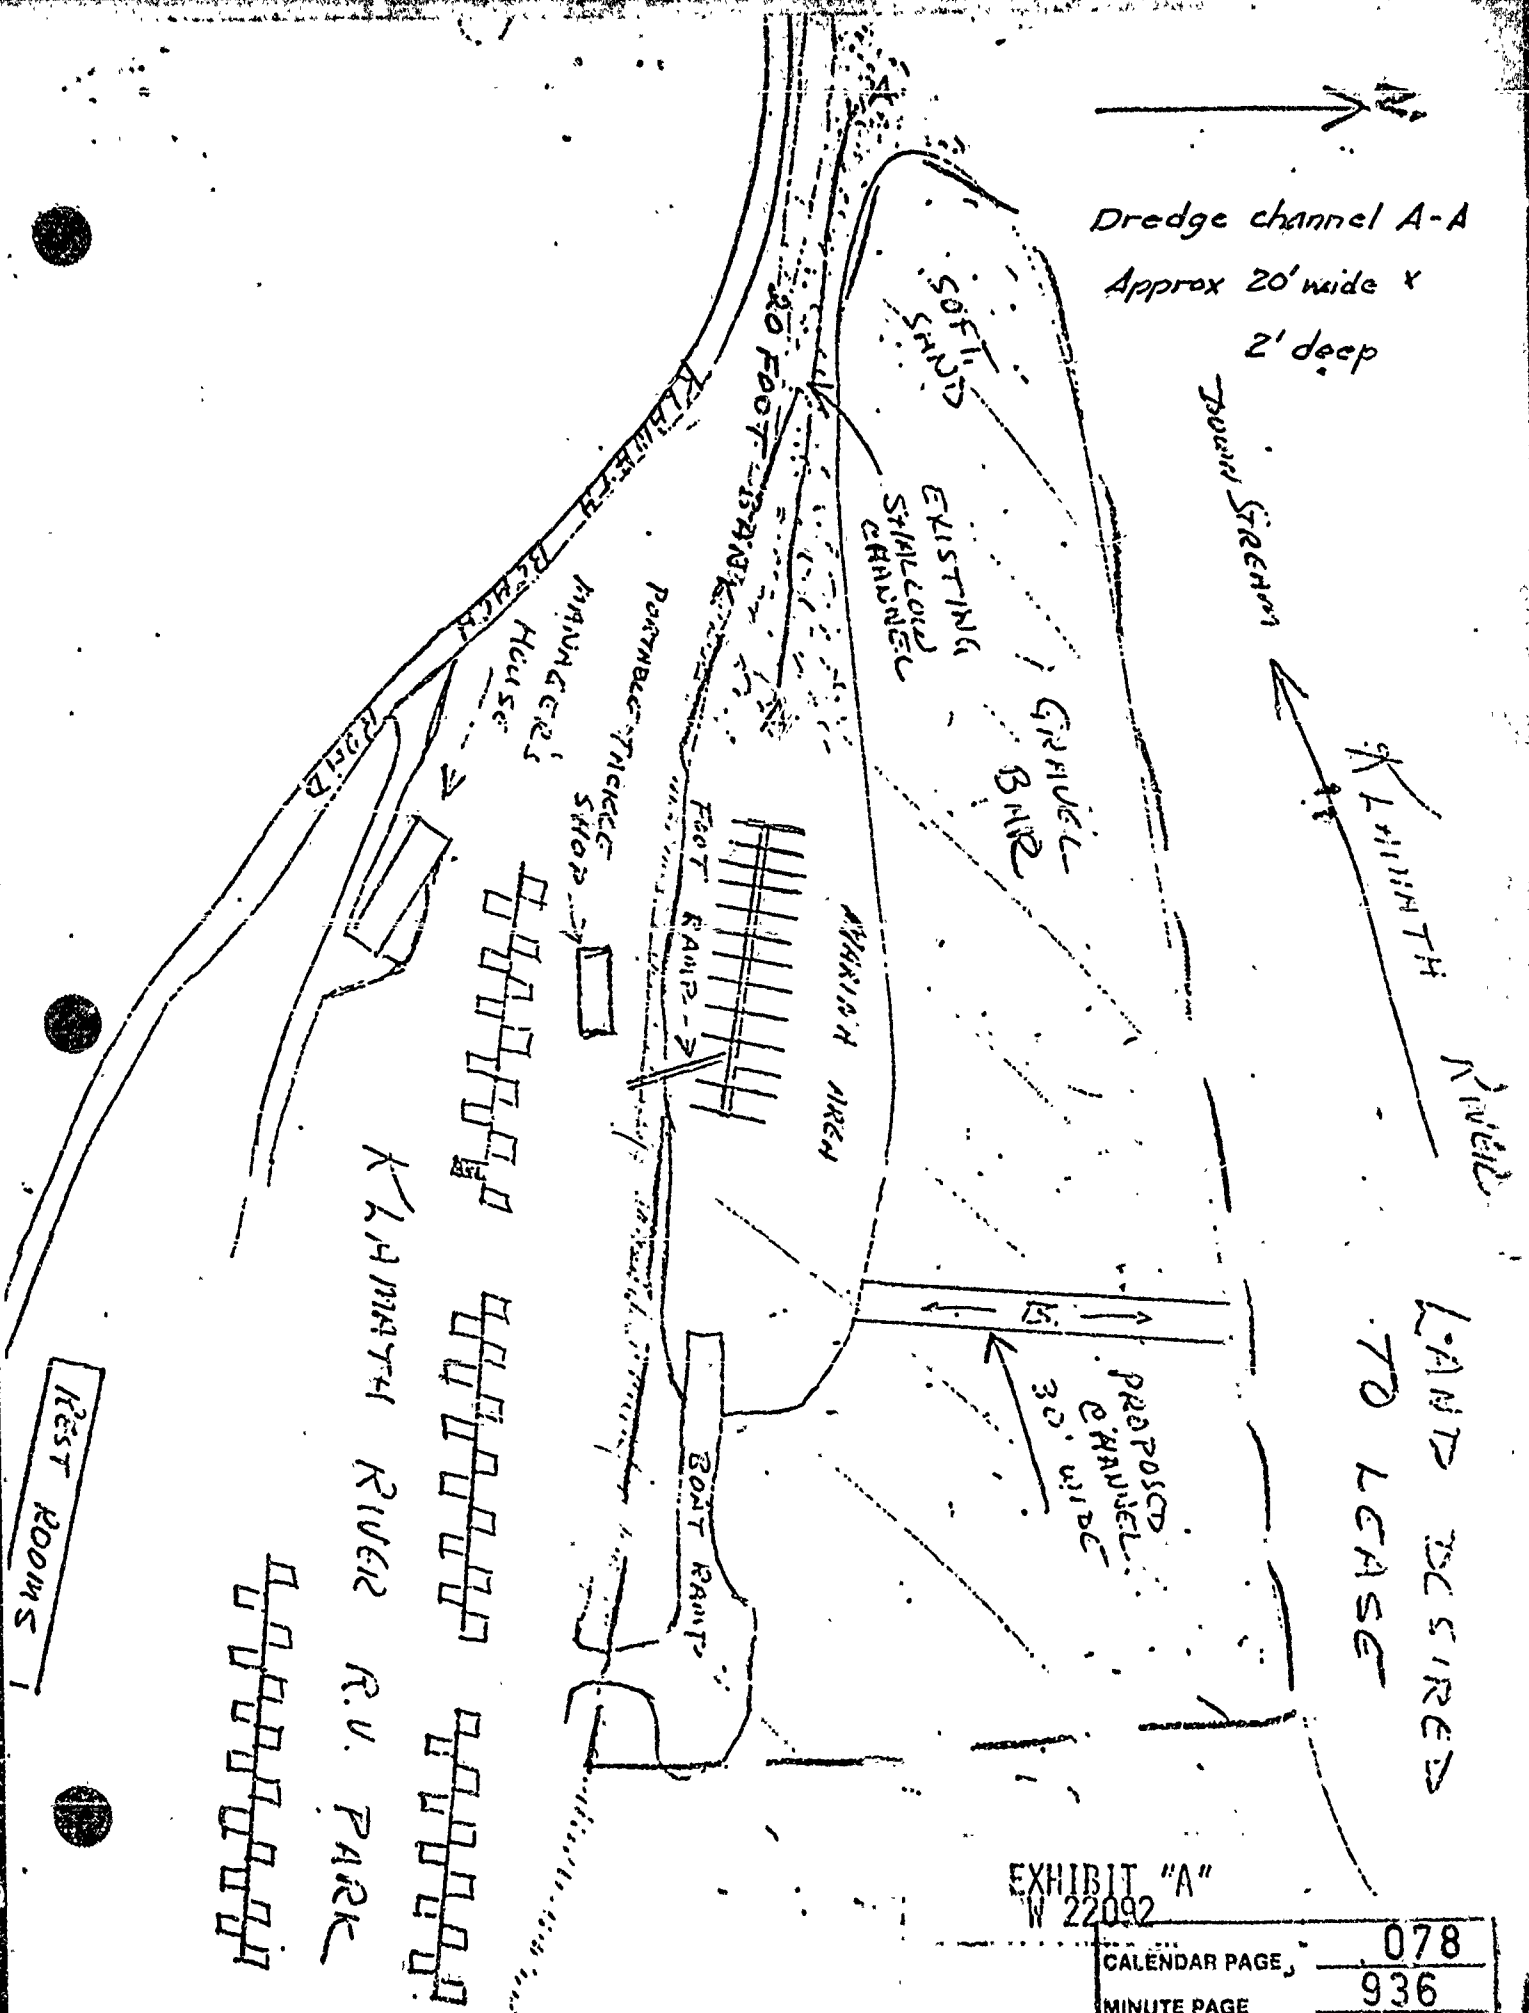 N.
Dredge channel A-A
Approx 20' wide x
2' deep
DOWN STREAM
KLAMATH RIVER
LAND DESIRED
TO LEASE
SOFT
SAND
20 FOOT BANK
EXISTING
SHALLOW
CHANNEL
GRAVEL
BAR
KLAMATH BEACH ROAD
MANAGER'S
HOUSE
PORTABLE TACKLE
SHOP
FOOT RAMP
MARINA AREA
PROPOSED
CHANNEL
30' WIDE
BOAT RAMP
KLAMATH RIVER R.V. PARK
REST ROOMS
EXHIBIT "A"
W 22092
CALENDAR PAGE 078
MINUTE PAGE 936